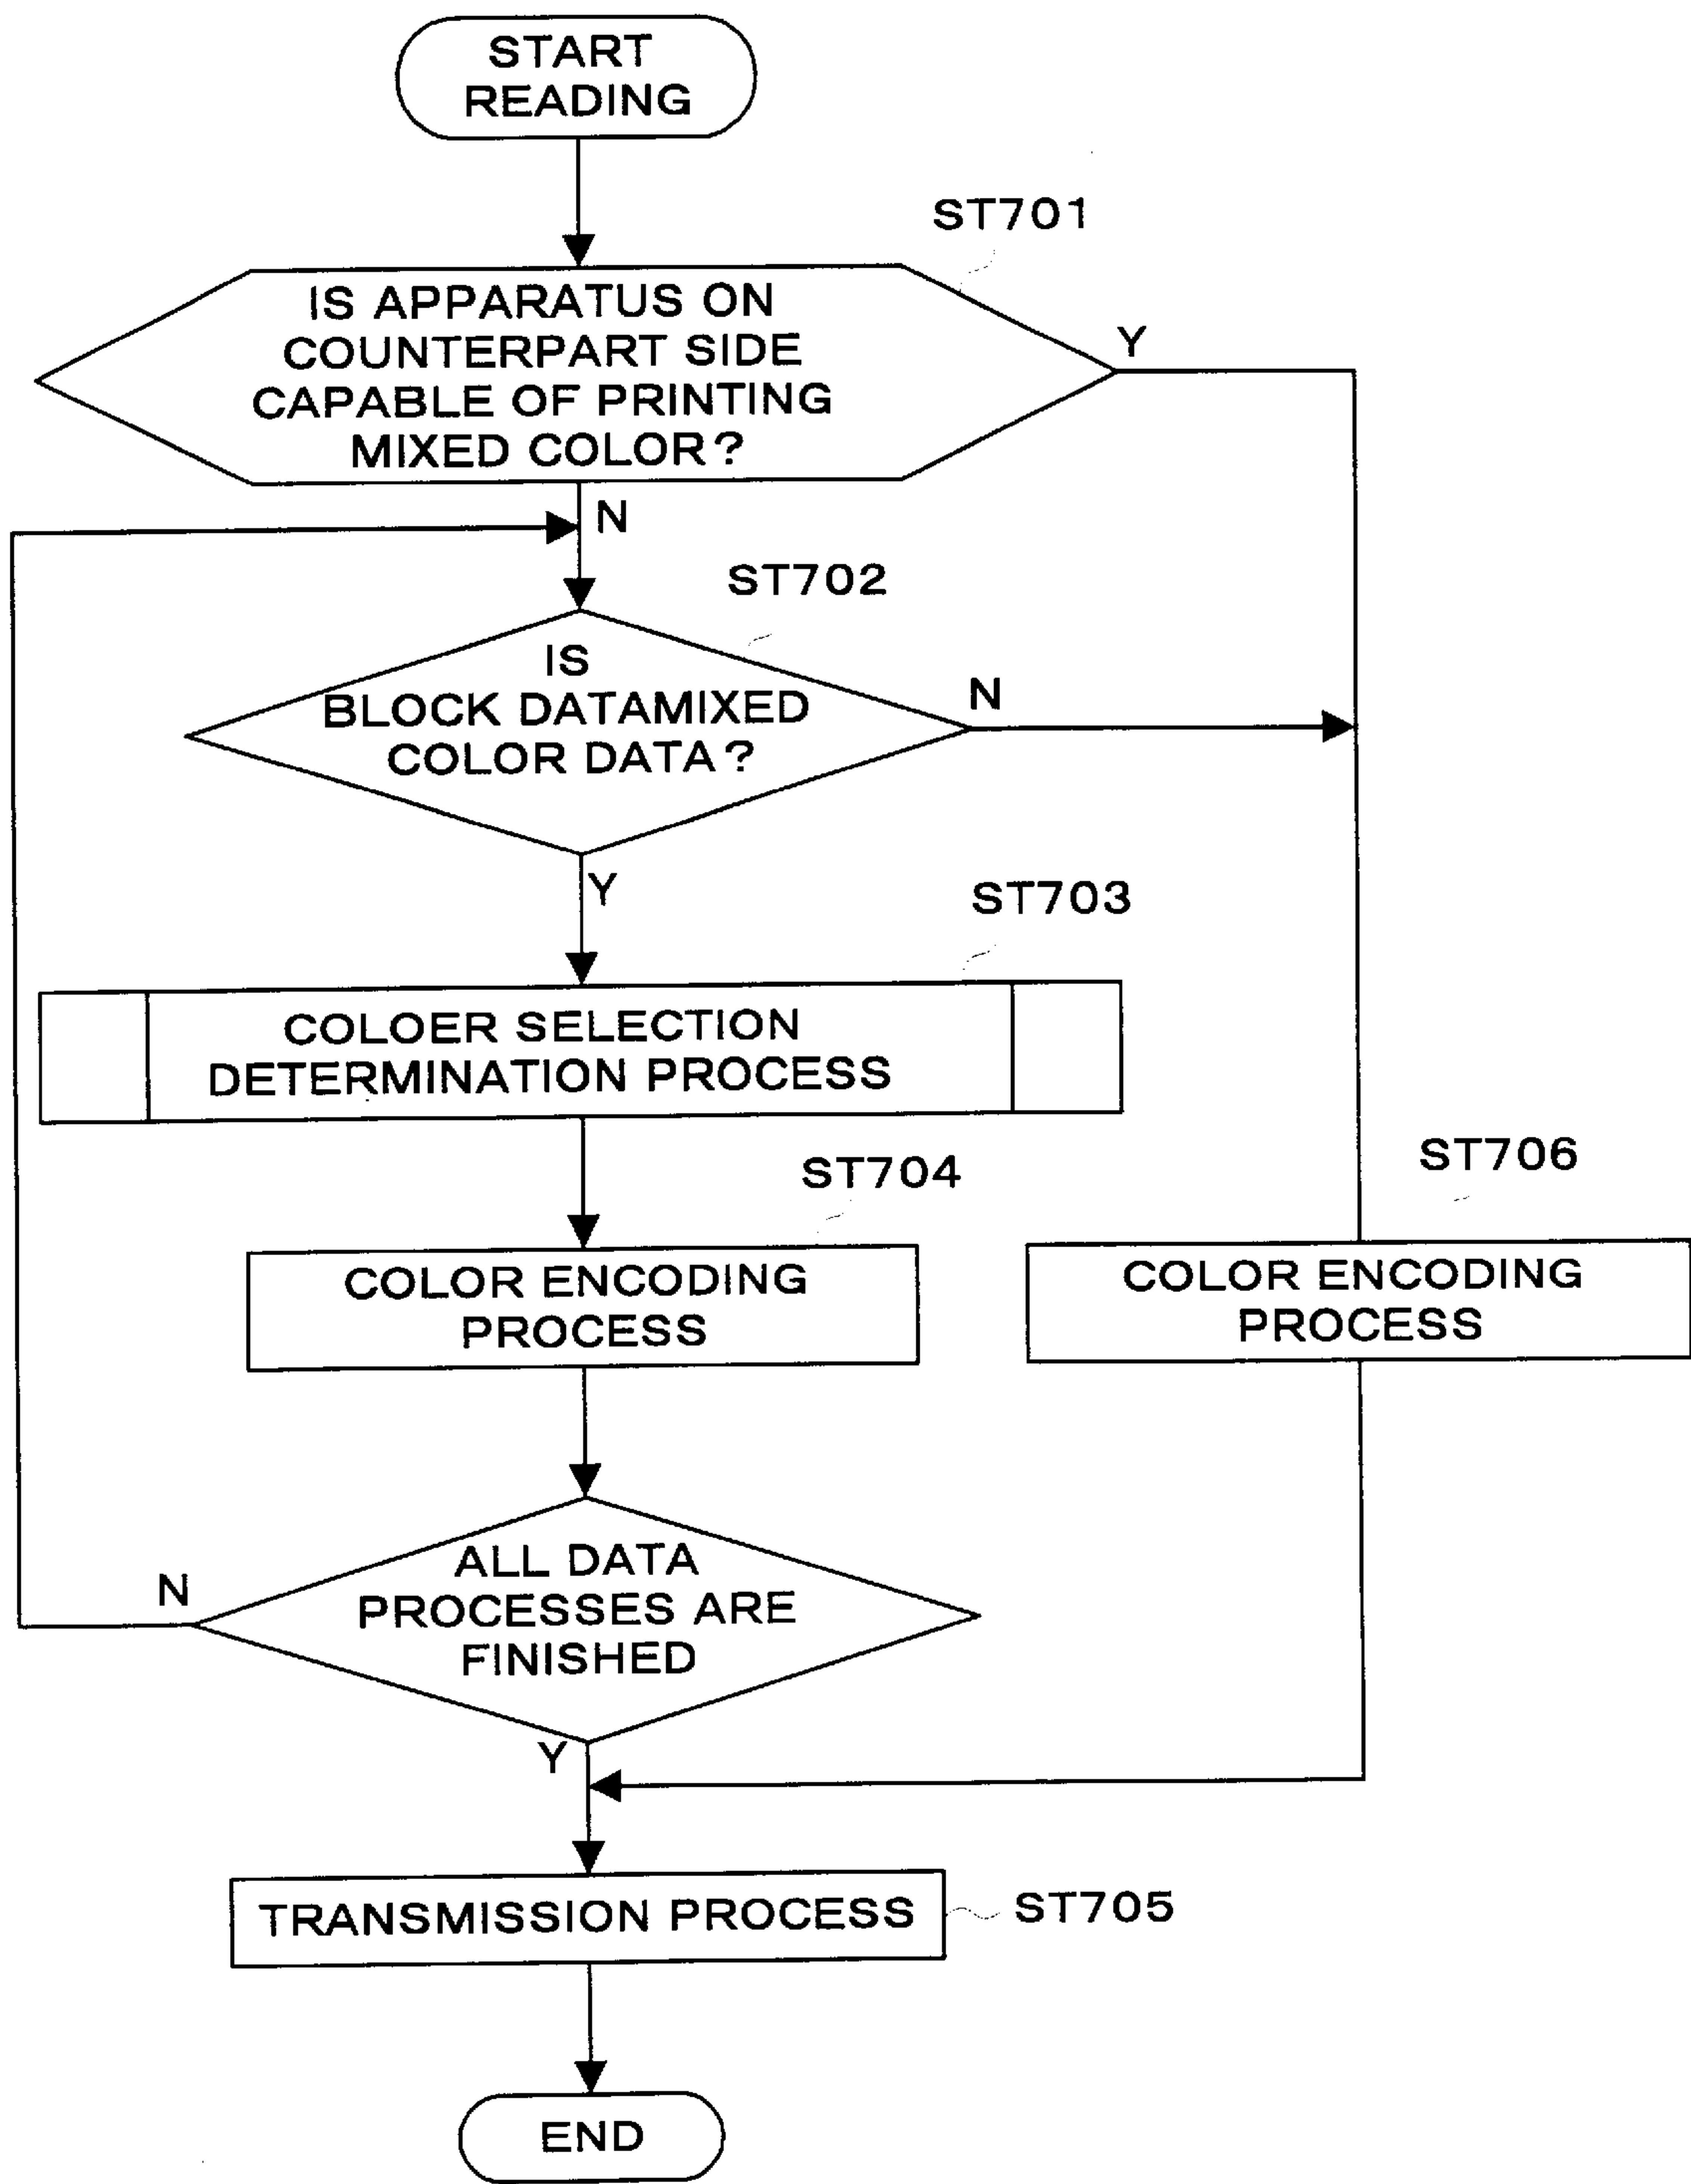 START
READING
ST701
IS APPARATUS ON
COUNTERPART SIDE
CAPABLE OF PRINTING
MIXED COLOR?
Y
N
ST702
IS
BLOCK DATAMIXED
COLOR DATA?
N
Y
ST703
COLOER SELECTION
DETERMINATION PROCESS
ST704
COLOR ENCODING
PROCESS
ST706
COLOR ENCODING
PROCESS
ALL DATA
PROCESSES ARE
FINISHED
N
Y
TRANSMISSION PROCESS
ST705
END